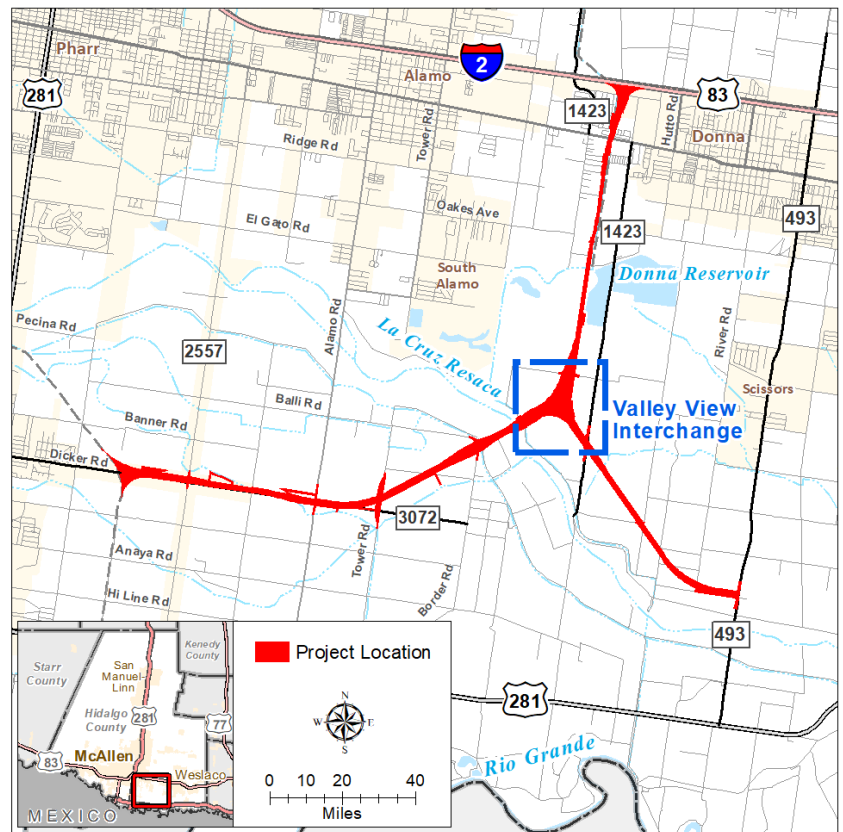 Pharr
281
Alamo
2
83
1423
Hutto Rd
Donna
Tower Rd
Ridge Rd
Oakes Ave
El Gato Rd
493
1423
South
Alamo
Donna Reservoir
Pecina Rd
2557
Alamo Rd
La Cruz Resaca
River Rd
Scissors
Balli Rd
Banner Rd
Valley View
Interchange
Dicker Rd
3072
Tower Rd
Anaya Rd
Border Rd
Hi Line Rd
493
281
Rio Grande
Project Location
N
W E
S
0 10 20 40
Miles
Starr
County
San
Manuel-
Linn
Kenedy
County
Hidalgo
County
281
77
83
McAllen
Weslaco
MEXICO